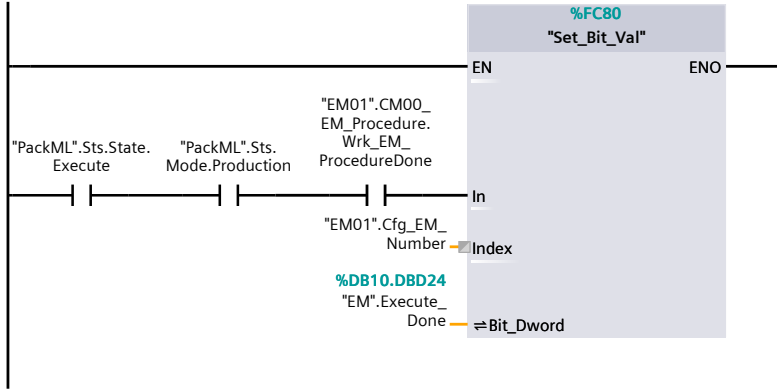 %FC80
"Set_Bit_Val"
EN
ENO
"PackML".Sts.State.
Execute
"PackML".Sts.
Mode.Production
"EM01".CM00_
EM_Procedure.
Wrk_EM_
ProcedureDone
In
"EM01".Cfg_EM_
Number
Index
%DB10.DBD24
"EM".Execute_
Done
Bit_Dword